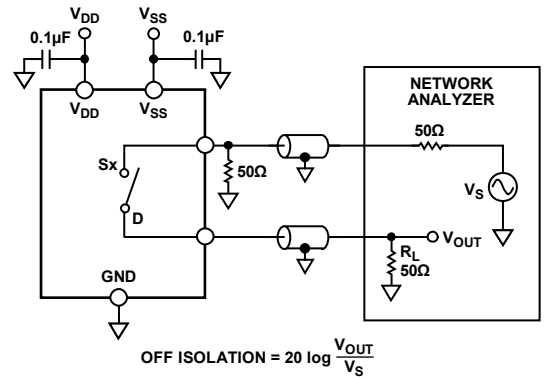 V_DD V_SS
0.1µF 0.1µF
V_DD V_SS
NETWORK
ANALYZER
50Ω
Sx
50Ω
V_S
D
V_OUT
R_L
50Ω
GND
OFF ISOLATION = 20 log V_OUT/V_S